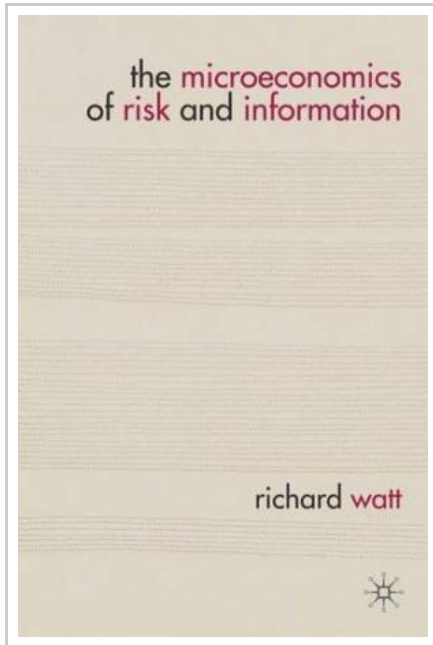 the microeconomics
of risk and information
richard watt